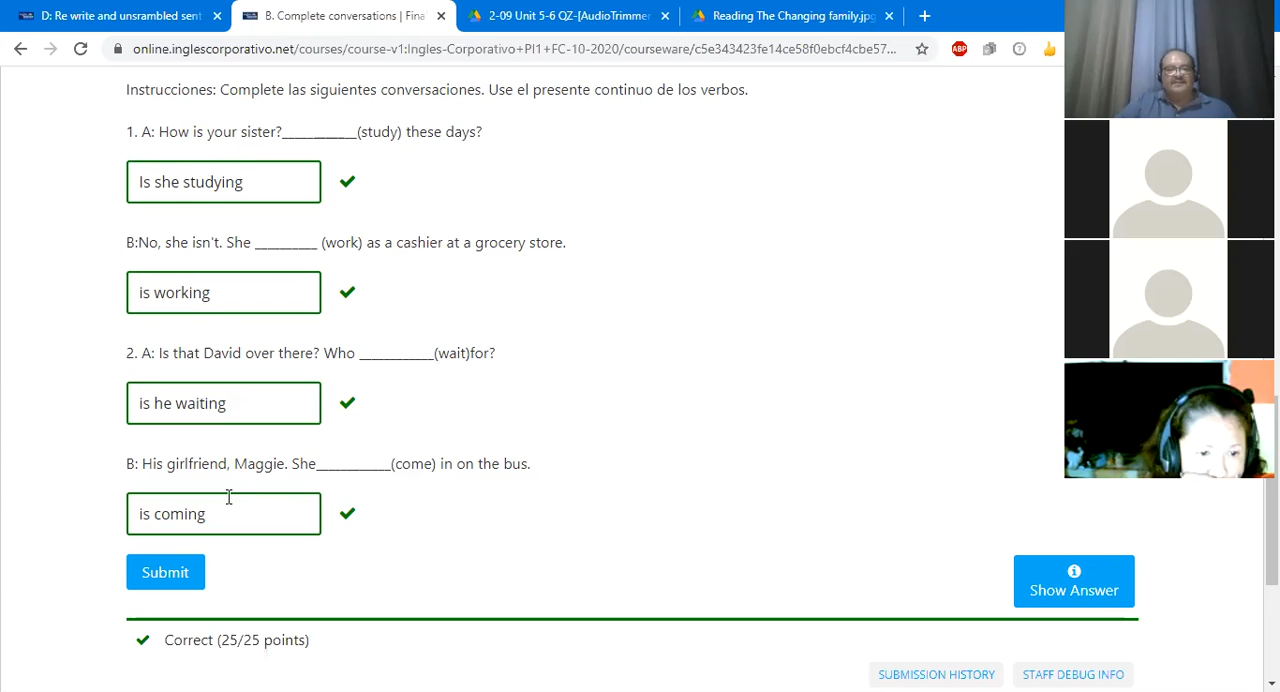 D: Re write and unsrambled sent
B. Complete conversations | Fina
2-09 Unit 5-6 QZ-[AudioTrimmer
Reading The Changing family.jpg
online.inglescorporativo.net/courses/course-v1:Ingles-Corporativo+PI1+FC-10-2020/courseware/c5e343423fe14ce58f0ebcf4cbe57...
ABP
Instrucciones: Complete las siguientes conversaciones. Use el presente continuo de los verbos.
1. A: How is your sister?___________(study) these days?
Is she studying
B:No, she isn't. She _________ (work) as a cashier at a grocery store.
is working
2. A: Is that David over there? Who ___________(wait)for?
is he waiting
B: His girlfriend, Maggie. She___________(come) in on the bus.
is coming
Submit
Show Answer
Correct (25/25 points)
SUBMISSION HISTORY
STAFF DEBUG INFO